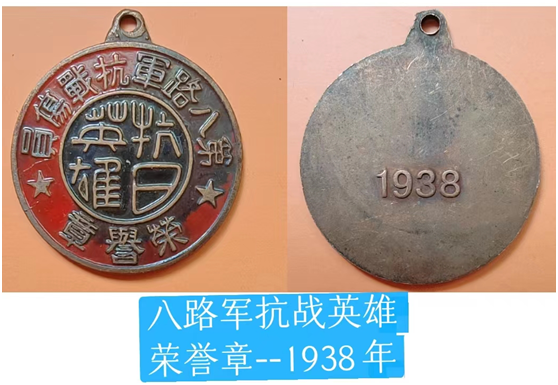 第八路軍抗戰傷員
抗日
英雄
榮譽章
1938
八路军抗战英雄
荣誉章--1938年